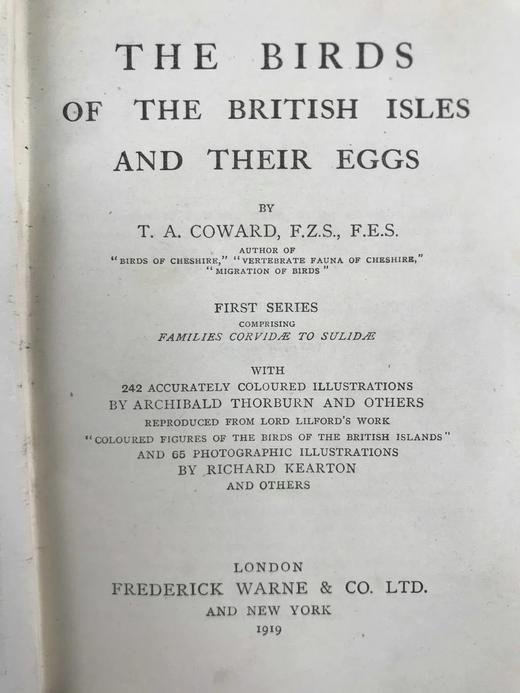 THE BIRDS
OF THE BRITISH ISLES
AND THEIR EGGS
BY
T. A. COWARD, F.Z.S., F.E.S.
AUTHOR OF
"BIRDS OF CHESHIRE," "VERTEBRATE FAUNA OF CHESHIRE,"
"MIGRATION OF BIRDS"
FIRST SERIES
COMPRISING
FAMILIES CORVIDÆ TO SULIDÆ
WITH
242 ACCURATELY COLOURED ILLUSTRATIONS
BY ARCHIBALD THORBURN AND OTHERS
REPRODUCED FROM LORD LILFORD'S WORK
"COLOURED FIGURES OF THE BIRDS OF THE BRITISH ISLANDS"
AND 65 PHOTOGRAPHIC ILLUSTRATIONS
BY RICHARD KEARTON
AND OTHERS
LONDON
FREDERICK WARNE & CO. LTD.
AND NEW YORK
1919